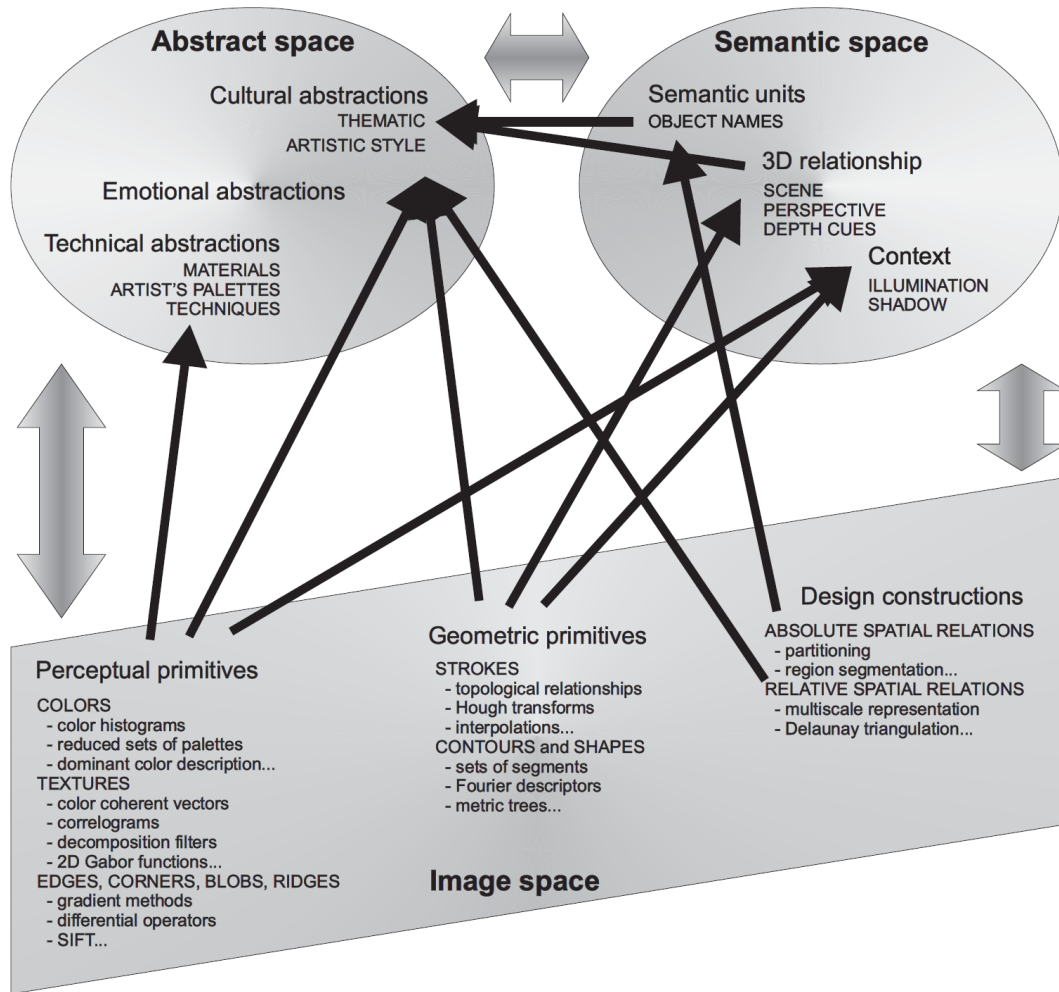 Abstract space
Cultural abstractions
THEMATIC
ARTISTIC STYLE
Emotional abstractions
Technical abstractions
MATERIALS
ARTIST'S PALETTES
TECHNIQUES
Semantic space
Semantic units
OBJECT NAMES
3D relationship
SCENE
PERSPECTIVE
DEPTH CUES
Context
ILLUMINATION
SHADOW
Perceptual primitives
COLORS
- color histograms
- reduced sets of palettes
- dominant color description...
TEXTURES
- color coherent vectors
- correlograms
- decomposition filters
- 2D Gabor functions...
EDGES, CORNERS, BLOBS, RIDGES
- gradient methods
- differential operators
- SIFT...
Geometric primitives
STROKES
- topological relationships
- Hough transforms
- interpolations...
CONTOURS and SHAPES
- sets of segments
- Fourier descriptors
- metric trees...
Design constructions
ABSOLUTE SPATIAL RELATIONS
- partitioning
- region segmentation...
RELATIVE SPATIAL RELATIONS
- multiscale representation
- Delaunay triangulation...
Image space